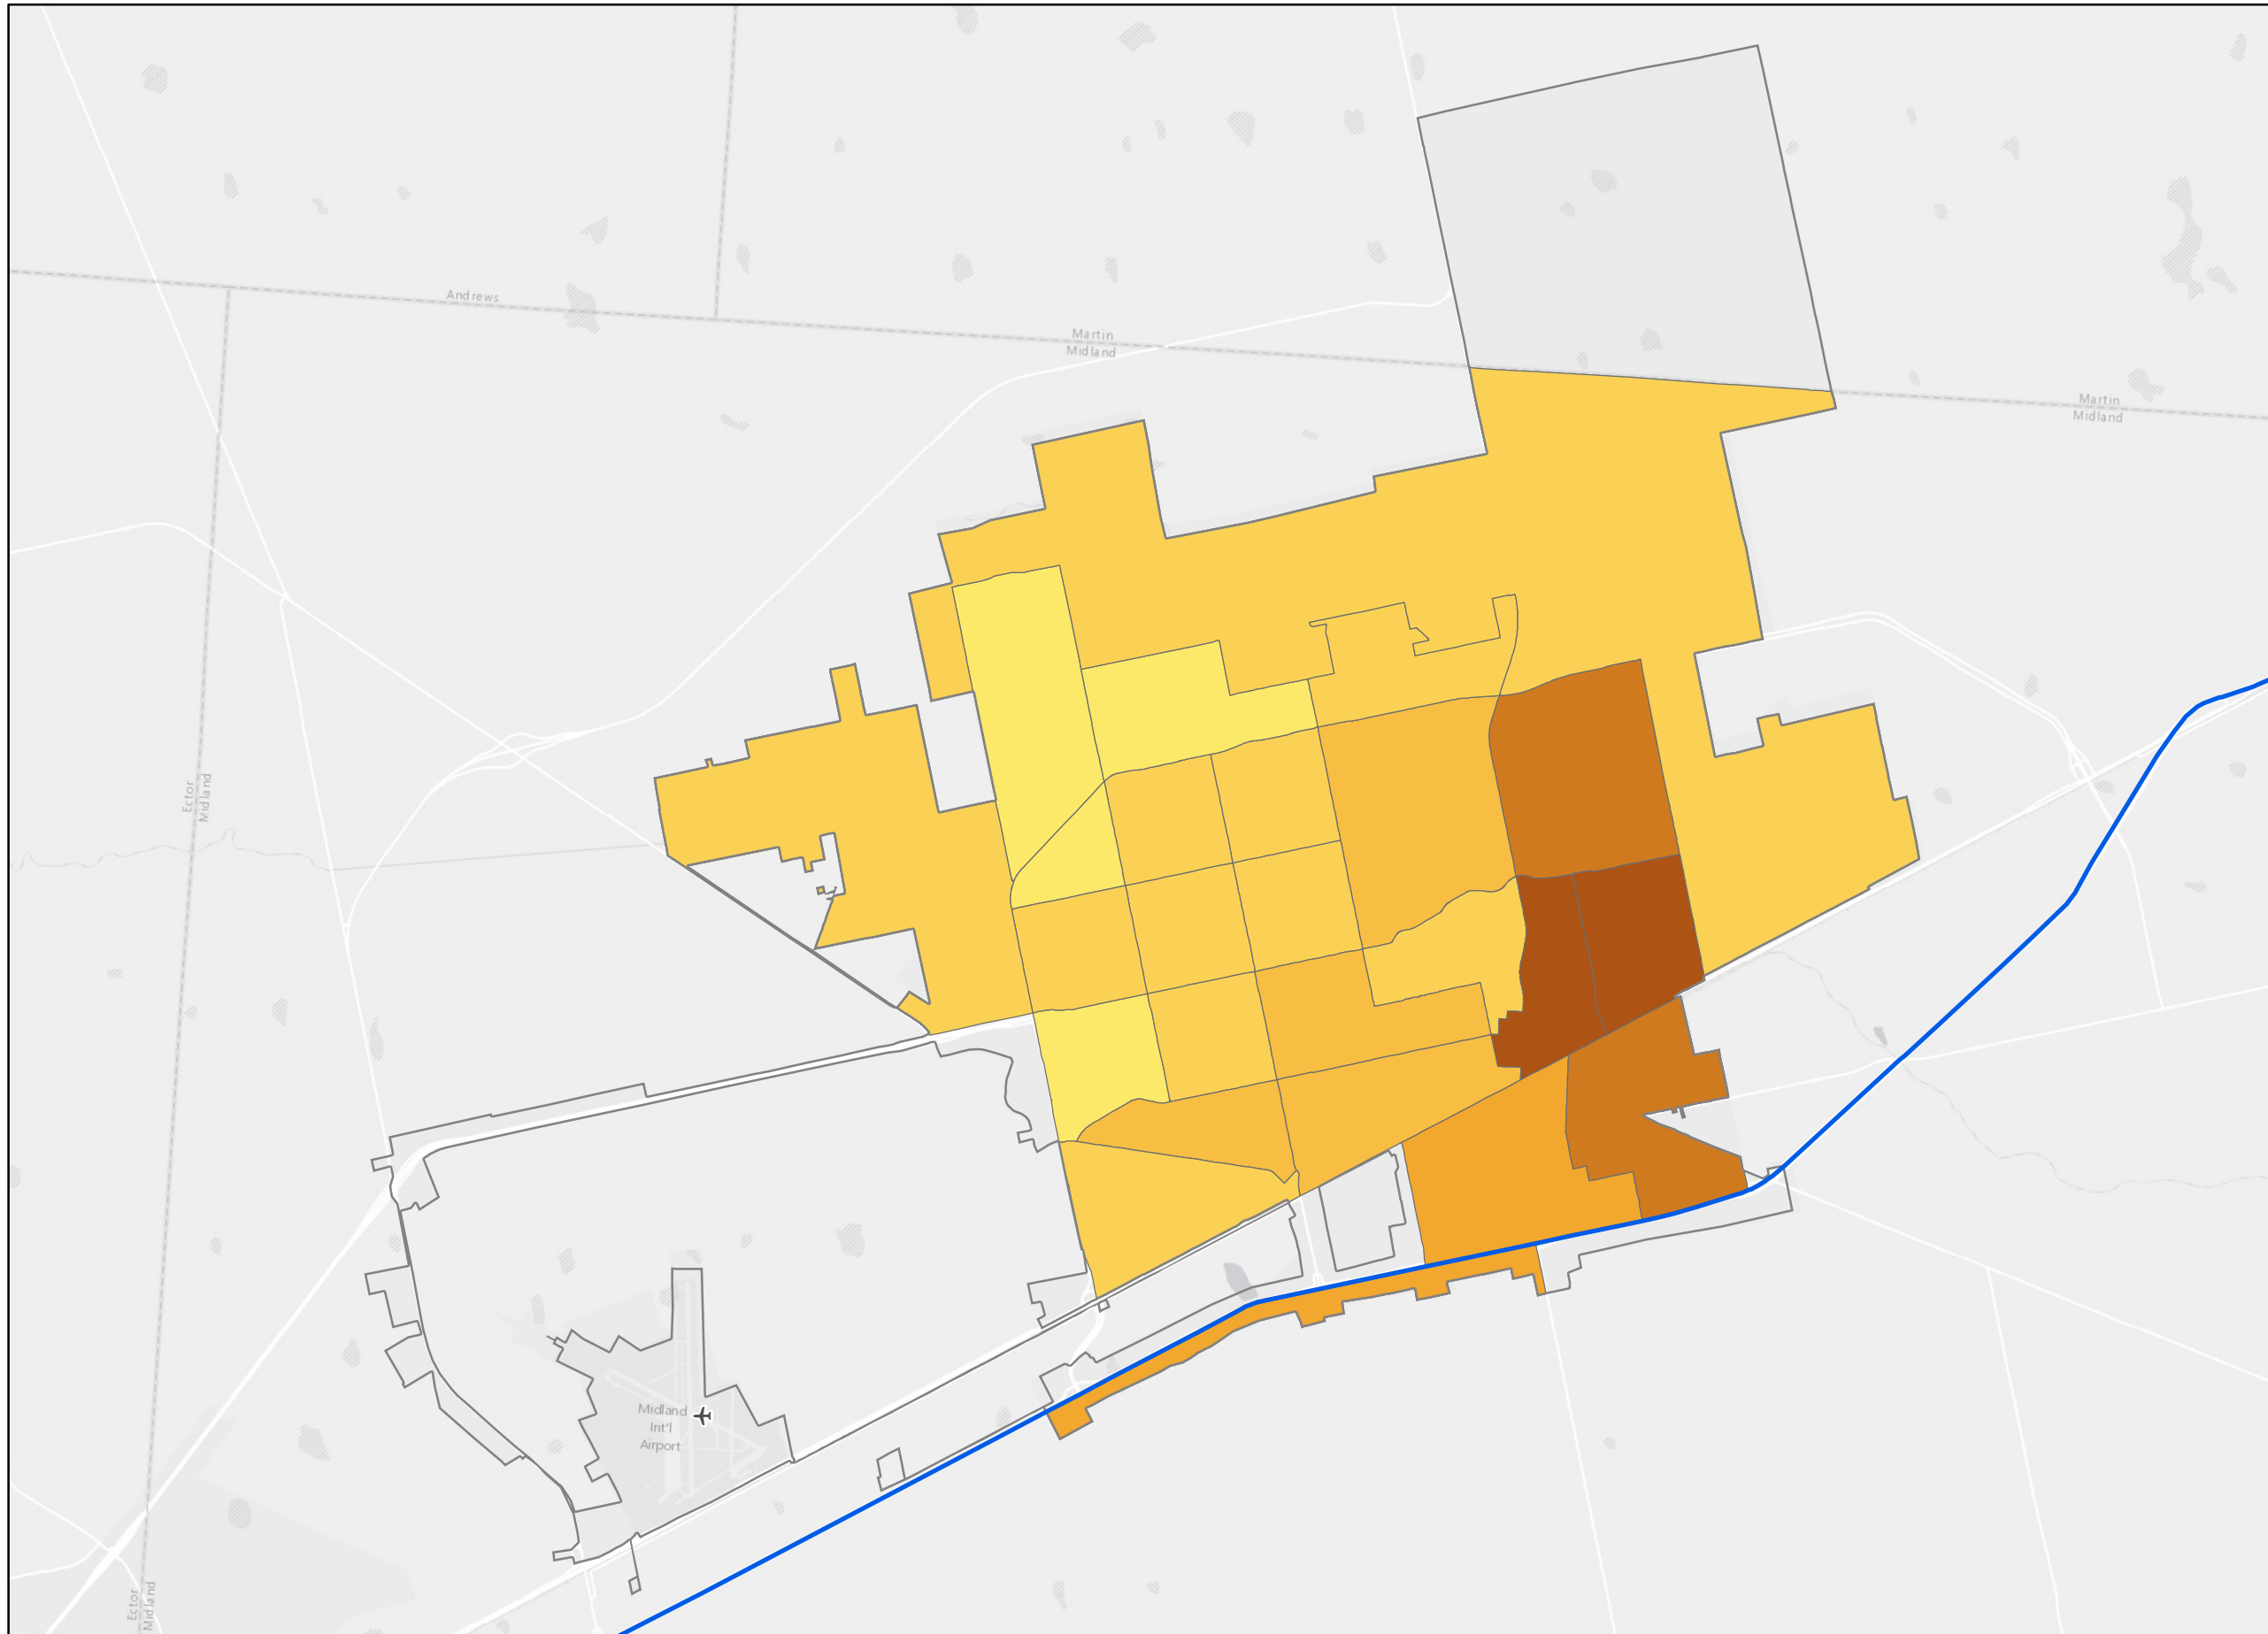 Andrews
Martin
Midland
Martin
Midland
Ector
Midland
Midland
Int'l
Airport
Ector
Midland